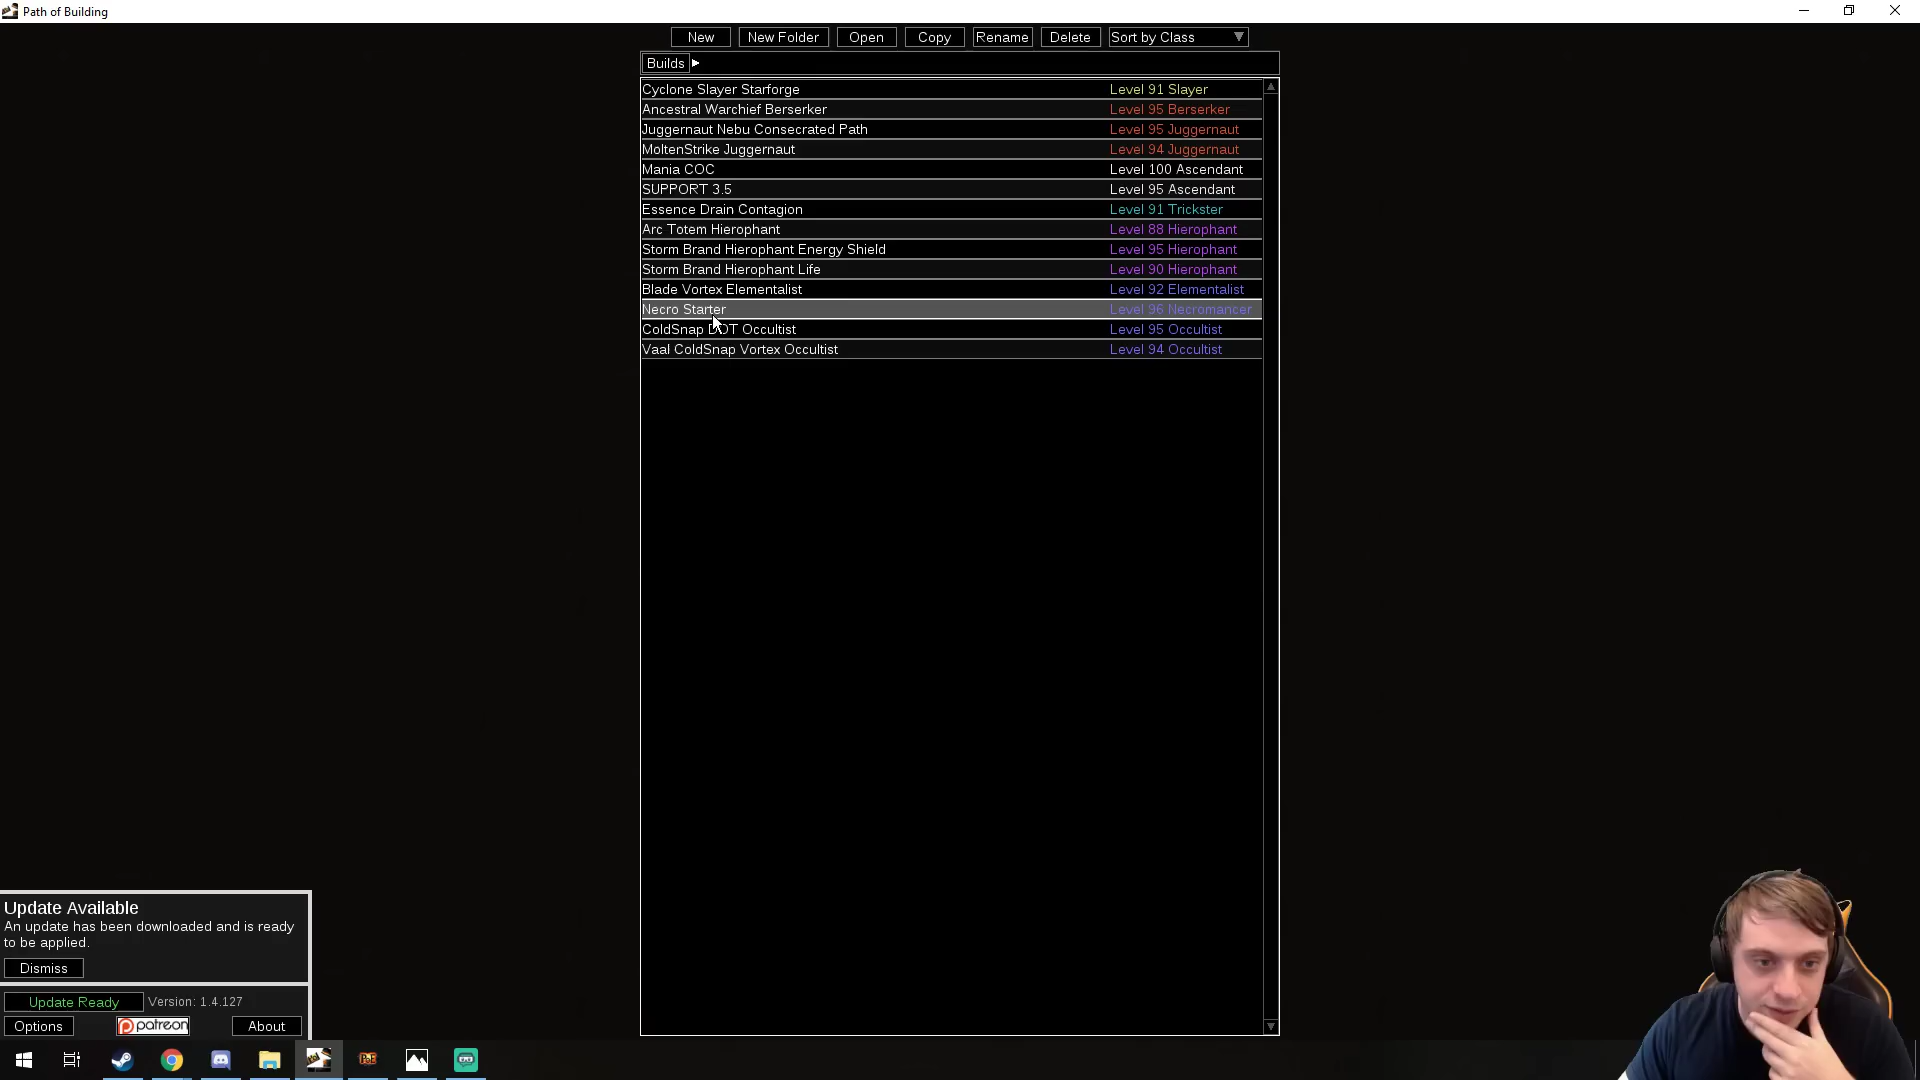 Path of Building
New New Folder Open Copy Rename Delete Sort by Class
Builds
Cyclone Slayer Starforge Level 91 Slayer
Ancestral Warchief Berserker Level 95 Berserker
Juggernaut Nebu Consecrated Path Level 95 Juggernaut
MoltenStrike Juggernaut Level 94 Juggernaut
Mania COC Level 100 Ascendant
SUPPORT 3.5 Level 95 Ascendant
Essence Drain Contagion Level 91 Trickster
Arc Totem Hierophant Level 88 Hierophant
Storm Brand Hierophant Energy Shield Level 95 Hierophant
Storm Brand Hierophant Life Level 90 Hierophant
Blade Vortex Elementalist Level 92 Elementalist
Necro Starter Level 96 Necromancer
ColdSnap DOT Occultist Level 95 Occultist
Vaal ColdSnap Vortex Occultist Level 94 Occultist
Update Available
An update has been downloaded and is ready
to be applied.
Dismiss
Update Ready Version: 1.4.127
Options patreon About
PoE